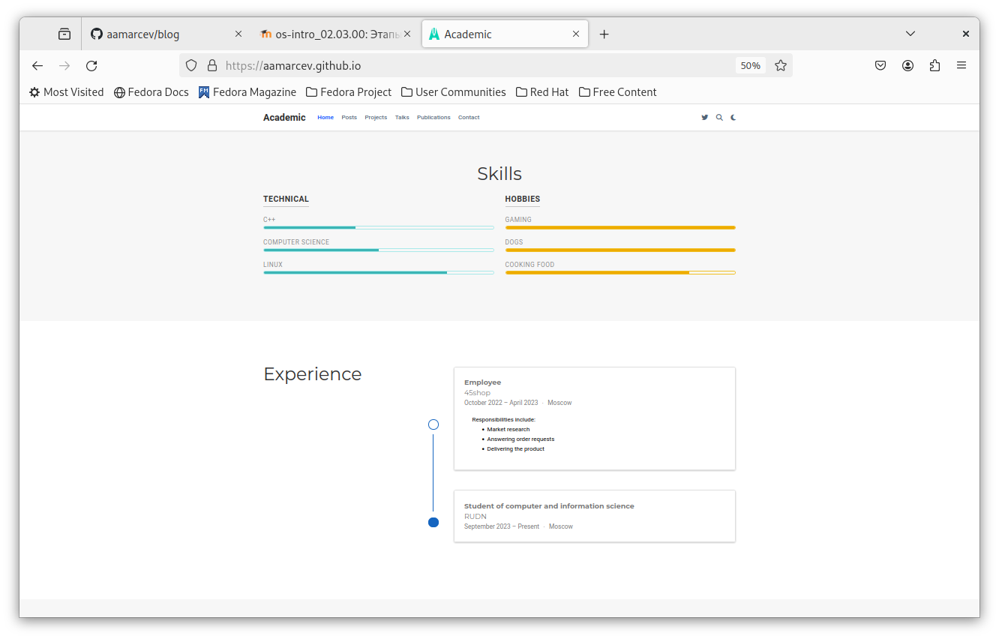 aamarcev/blog
os-intro_02.03.00: Этапы
Academic
https://aamarcev.github.io
50%
Most Visited
Fedora Docs
Fedora Magazine
Fedora Project
User Communities
Red Hat
Free Content
Academic
Home
Posts
Projects
Talks
Publications
Contact
Skills
TECHNICAL
C++
COMPUTER SCIENCE
LINUX
HOBBIES
GAMING
DOGS
COOKING FOOD
Experience
Employee
45shop
October 2022 – April 2023 · Moscow
Responsibilities include:
• Market research
• Answering order requests
• Delivering the product
Student of computer and information science
RUDN
September 2023 – Present · Moscow